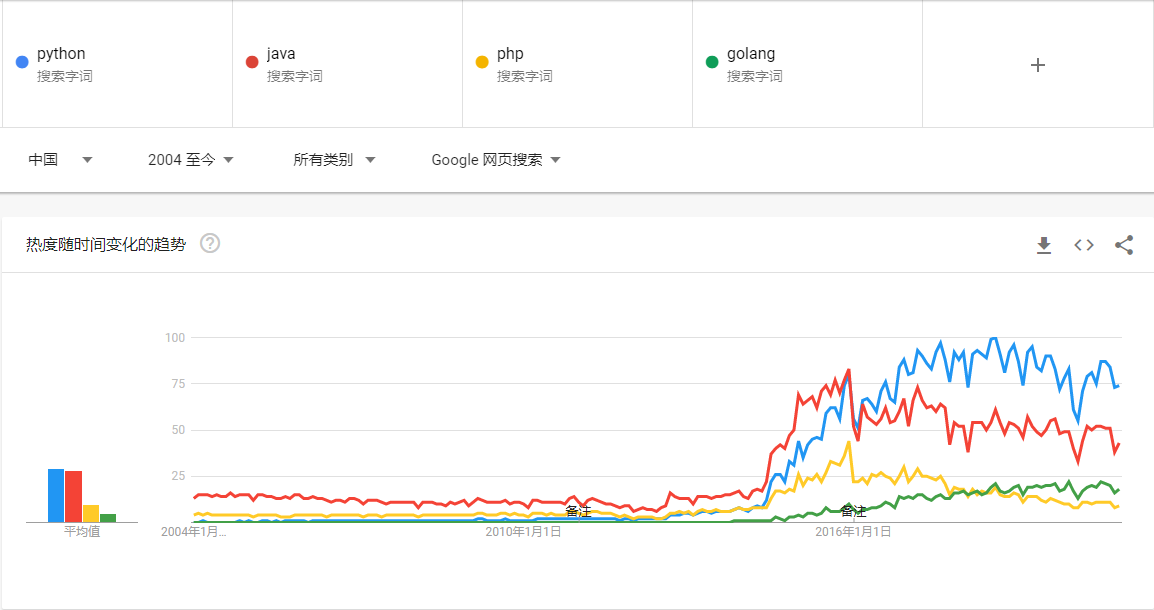 python
搜索字词
java
搜索字词
php
搜索字词
golang
搜索字词
+
中国
2004 至今
所有类别
Google 网页搜索
热度随时间变化的趋势
?
100
75
50
25
备注
备注
平均值
2004年1月…
2010年1月1日
2016年1月1日